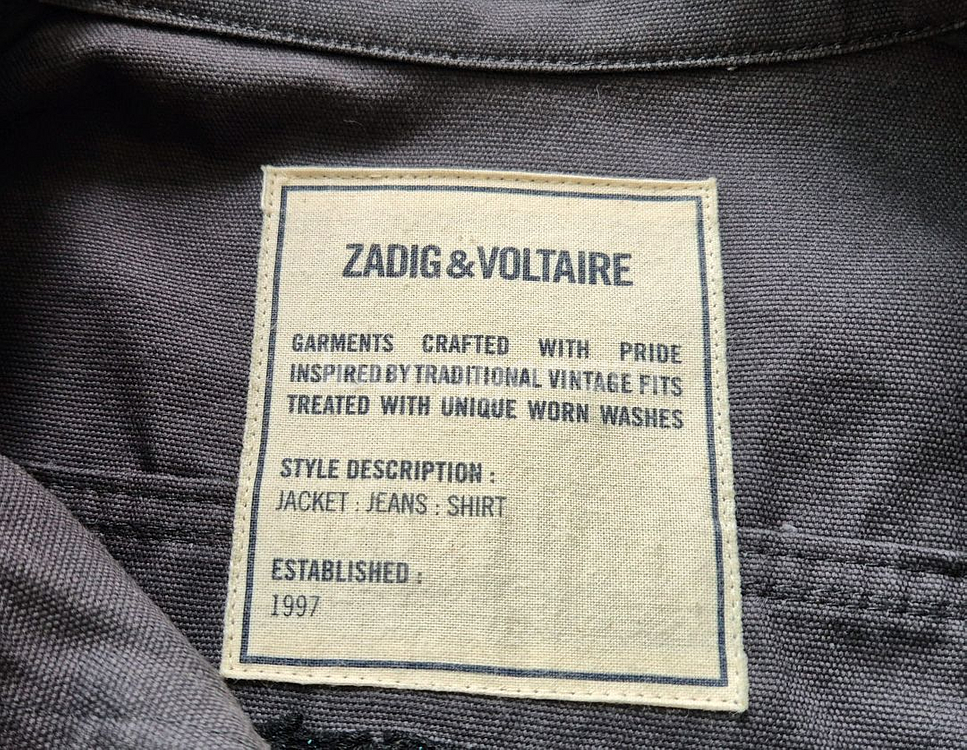 ZADIG&VOLTAIRE
GARMENTS CRAFTED WITH PRIDE
INSPIRED BY TRADITIONAL VINTAGE FITS
TREATED WITH UNIQUE WORN WASHES
STYLE DESCRIPTION :
JACKET : JEANS : SHIRT
ESTABLISHED :
1997